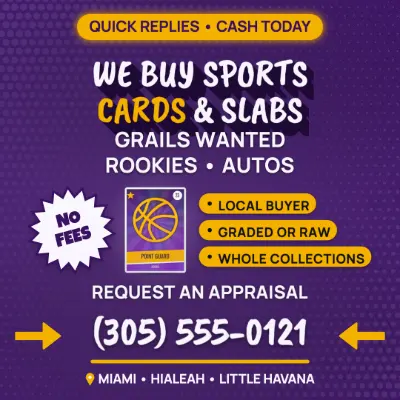 QUICK REPLIES • CASH TODAY
WE BUY SPORTS
CARDS & SLABS
GRAILS WANTED
ROOKIES • AUTOS
NO
FEES
POINT GUARD
• LOCAL BUYER
• GRADED OR RAW
• WHOLE COLLECTIONS
REQUEST AN APPRAISAL
(305) 555-0121
MIAMI • HIALEAH • LITTLE HAVANA